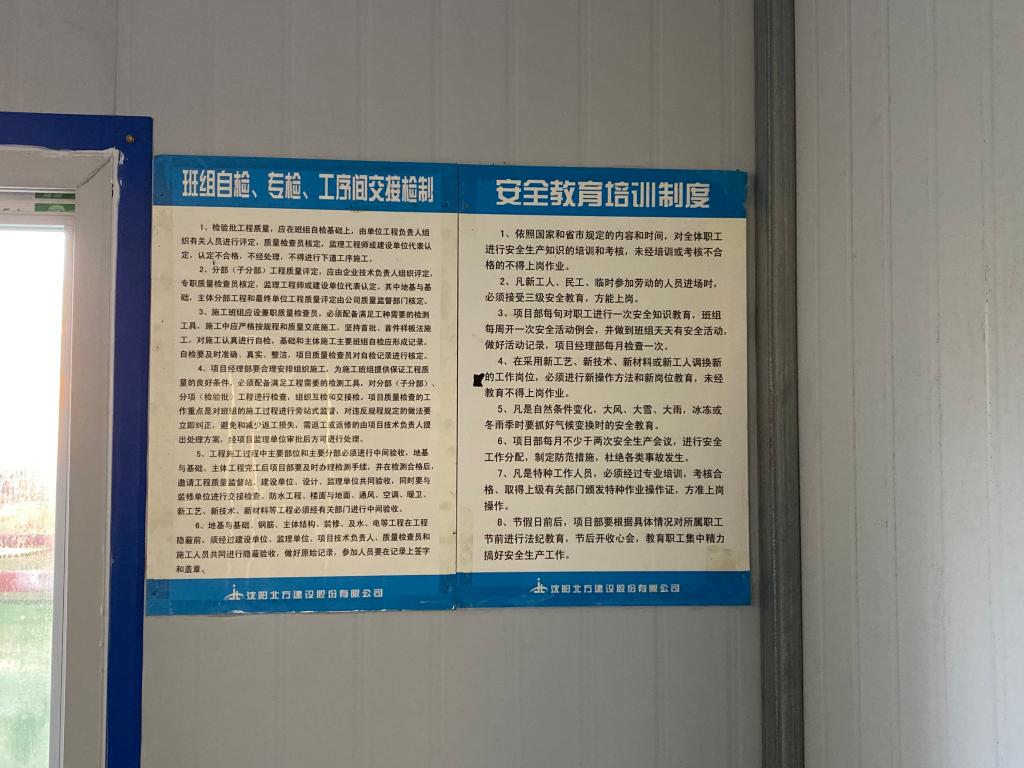 班组自检、专检、工序间交接检制
1、检验批工程质量，应在班组自检基础上，由单位工程负责人组
织有关人员进行评定，质量检查员核定，监理工程师或建设单位代表认
定，认定不合格，不经处理，不得进行下道工序施工。
2、分部（子分部）工程质量评定，应由企业技术负责人组织评定，
专职质量检查员核定，监理工程师或建设单位代表认定。其中地基与基
础，主体分部工程和最终单位工程质量评定由公司质量监督部门核定。
3、施工班组应设兼职质量检查员，必须配备满足工种需要的检测
工具，施工中应严格按规程和质量交底施工，坚持首批、首件样板法施
工，对施工认真进行自检，基础和主体施工主要班组自检应形成记录。
自检要及时准确、真实、整洁，项目质量检查员对自检记录进行核定。
4、项目经理部要合理安排组织施工，为施工班组提供保证工程质
量的良好条件，必须配备满足工程需要的检测工具，对分部（子分部）、
分项（检验批）工程进行检查，组织互检和交接检。项目质量检查的工
作重点是对班组的施工过程进行旁站式监督，对违反规程规定的做法要
立即纠正，避免和减少返工损失，需返工或返修的由项目技术负责人提
出处理方案，经项目监理单位审批后方可进行处理。
5、工程施工过程中主要部位和主要分部必须进行中间验收，地基
与基础、主体工程完工后项目部要及时办理检测手续，并在检测合格后，
邀请工程质量监督站、建设单位、设计、监理单位共同验收，同时要与
装修单位进行交接检查。防水工程、楼面与地面、通风、空调、暖卫、
新工艺、新技术、新材料等工程必须经有关部门进行中间验收。
6、地基与基础、钢筋、主体结构、装修、及水、电等工程在工程
隐蔽前，须经过建设单位、监理单位、项目技术负责人、质量检查员和
施工人员共同进行隐蔽验收，做好原始记录，参加人员要在记录上签字
和盖章。
沈阳北方建设股份有限公司
安全教育培训制度
1、依照国家和省市规定的内容和时间，对全体职工
进行安全生产知识的培训和考核，未经培训或考核不合
格的不得上岗作业。
2、凡新工人、民工、临时参加劳动的人员进场时，
必须接受三级安全教育，方能上岗。
3、项目部每旬对职工进行一次安全知识教育，班组
每周开一次安全活动例会，并做到班组天天有安全活动，
做好活动记录，项目经理部每月检查一次。
4、在采用新工艺、新技术、新材料或新工人调换新
的工作岗位，必须进行新操作方法和新岗位教育，未经
教育不得上岗作业。
5、凡是自然条件变化，大风、大雪、大雨，冰冻或
冬雨季时要抓好气候变换时的安全教育。
6、项目部每月不少于两次安全生产会议，进行安全
工作分配，制定防范措施，杜绝各类事故发生。
7、凡是特种工作人员，必须经过专业培训，考核合
格、取得上级有关部门颁发特种作业操作证，方准上岗
操作。
8、节假日前后，项目部要根据具体情况对所属职工
节前进行法纪教育，节后开收心会，教育职工集中精力
搞好安全生产工作。
沈阳北方建设股份有限公司